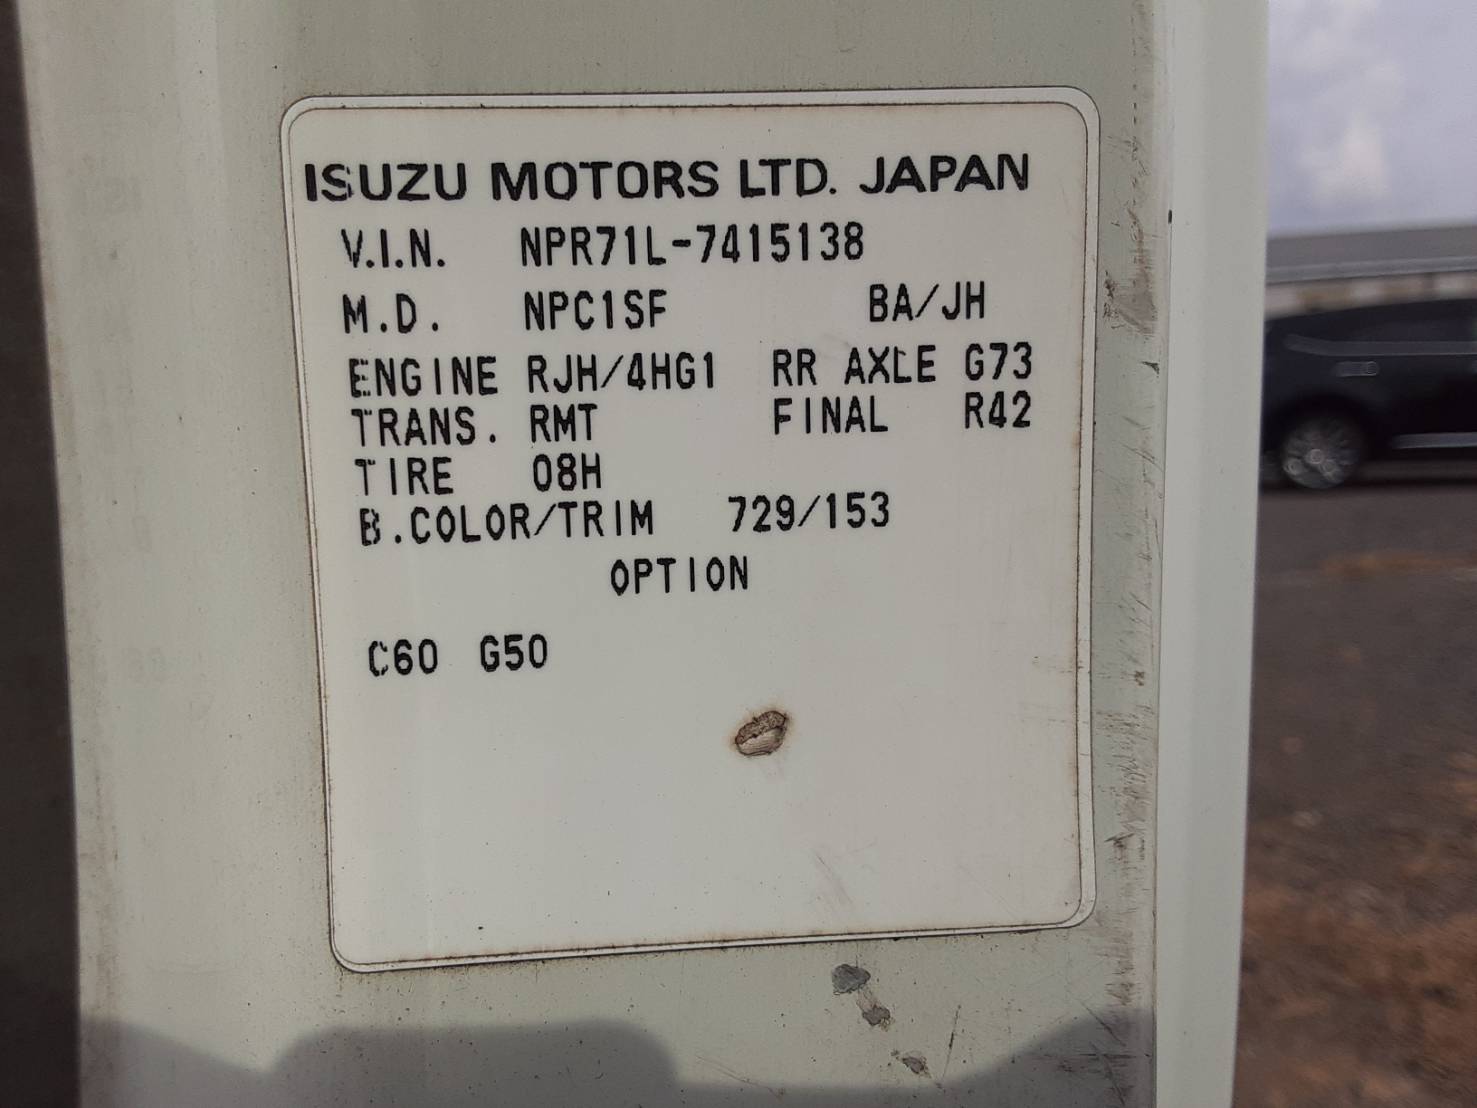 ISUZU MOTORS LTD. JAPAN
V.I.N. NPR71L-7415138
M.D. NPC1SF BA/JH
ENGINE RJH/4HG1 RR AXLE G73
TRANS. RMT FINAL R42
TIRE 08H
B.COLOR/TRIM 729/153
OPTION
C60 G50